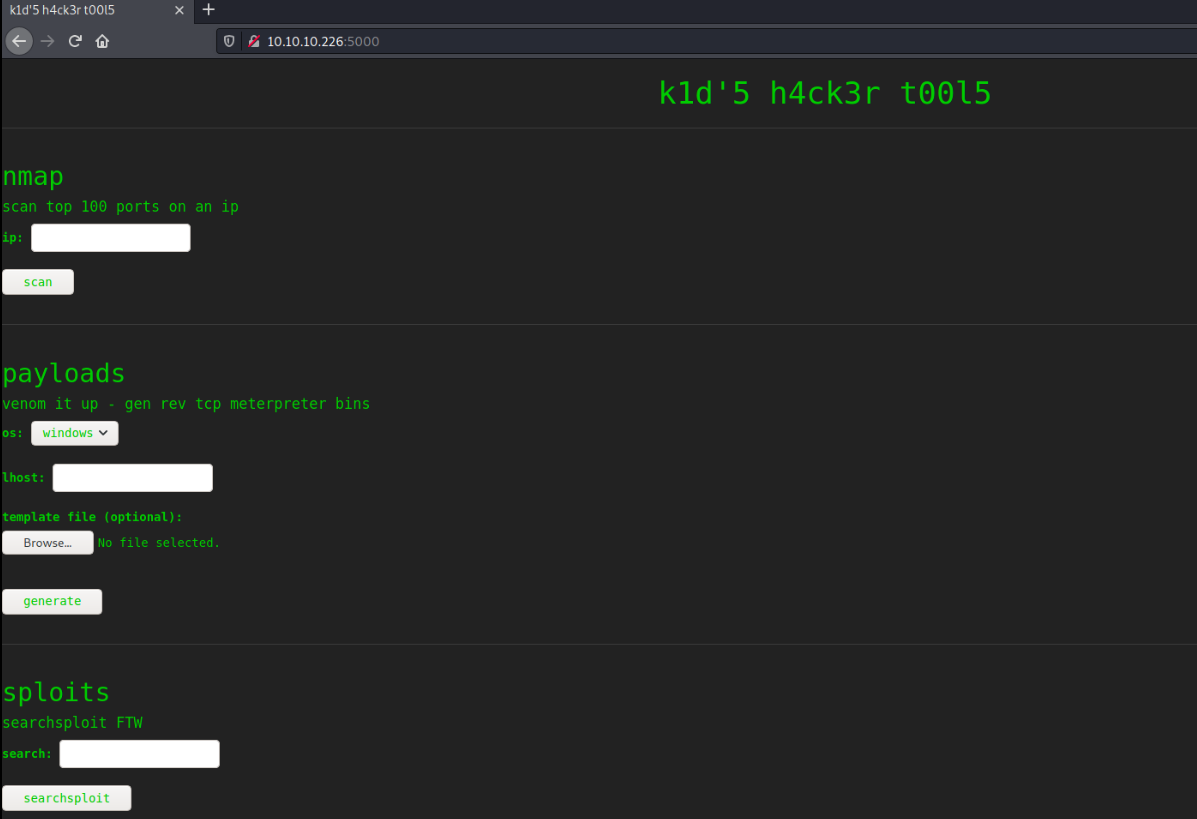 k1d'5 h4ck3r t00l5
10.10.10.226:5000
k1d'5 h4ck3r t00l5
nmap
scan top 100 ports on an ip
ip:
scan
payloads
venom it up - gen rev tcp meterpreter bins
os: windows
lhost:
template file (optional):
Browse... No file selected.
generate
sploits
searchsploit FTW
search:
searchsploit